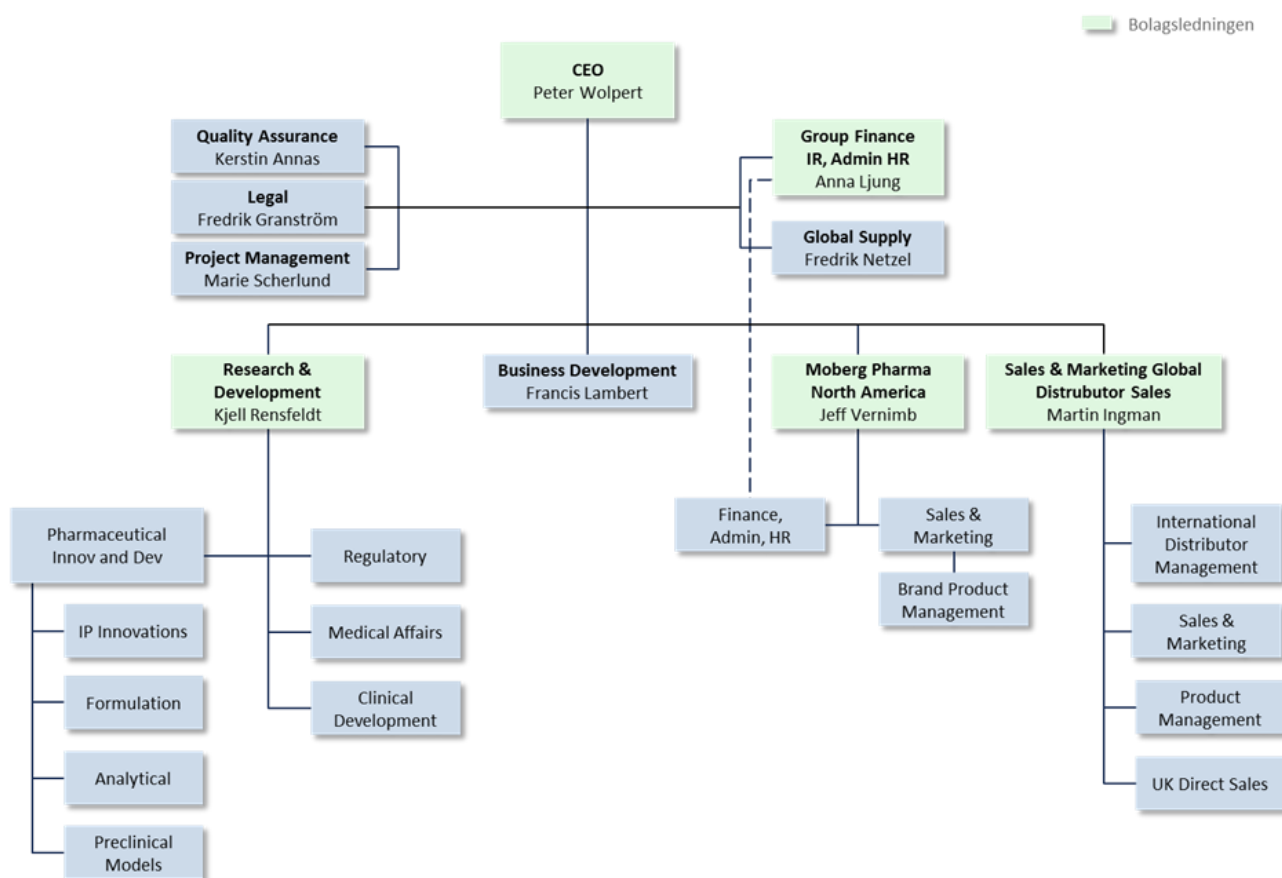 Bolagsledningen
CEO
Peter Wolpert
Quality Assurance
Kerstin Annas
Legal
Fredrik Granström
Project Management
Marie Scherlund
Group Finance
IR, Admin HR
Anna Ljung
Global Supply
Fredrik Netzel
Research &
Development
Kjell Rensfeldt
Business Development
Francis Lambert
Moberg Pharma
North America
Jeff Vernimb
Sales & Marketing Global
Distrubutor Sales
Martin Ingman
Pharmaceutical
Innov and Dev
IP Innovations
Formulation
Analytical
Preclinical
Models
Regulatory
Medical Affairs
Clinical
Development
Finance,
Admin, HR
Sales &
Marketing
Brand Product
Management
International
Distributor
Management
Sales &
Marketing
Product
Management
UK Direct Sales